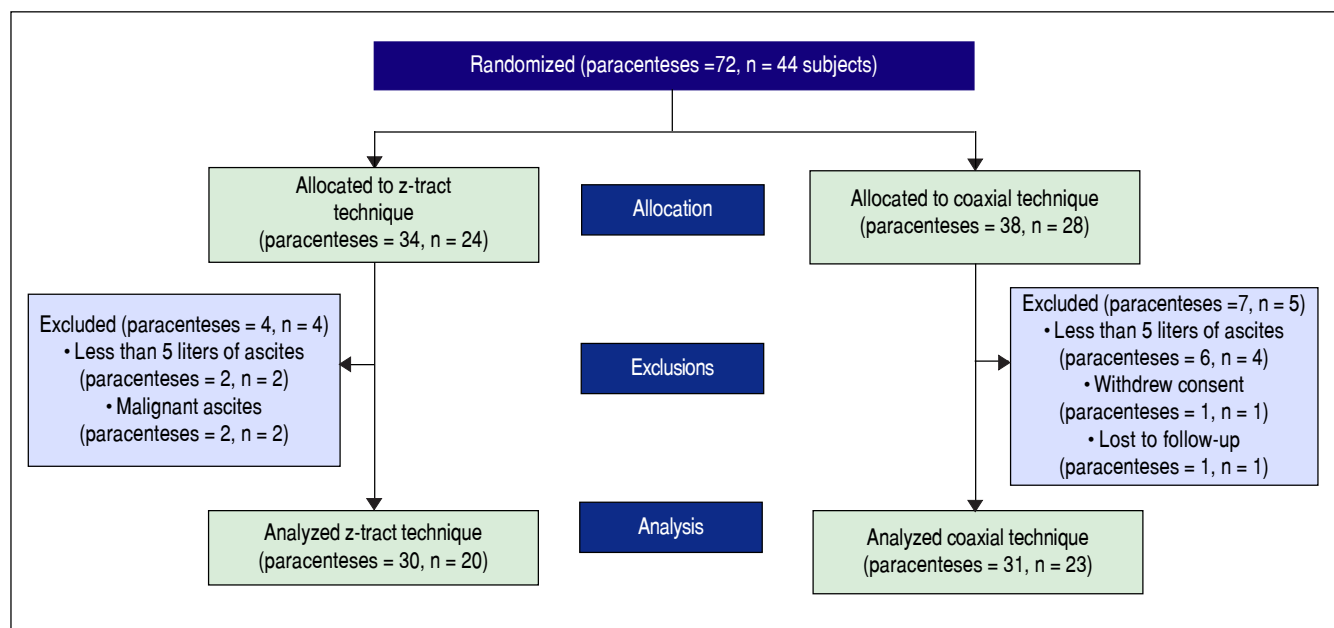 Randomized (paracenteses =72, n = 44 subjects)
Allocated to z-tract
technique
(paracenteses = 34, n = 24)
Allocation
Allocated to coaxial technique
(paracenteses = 38, n = 28)
Excluded (paracenteses = 4, n = 4)
• Less than 5 liters of ascites
(paracenteses = 2, n = 2)
• Malignant ascites
(paracenteses = 2, n = 2)
Exclusions
Excluded (paracenteses =7, n = 5)
• Less than 5 liters of ascites
(paracenteses = 6, n = 4)
• Withdrew consent
(paracenteses = 1, n = 1)
• Lost to follow-up
(paracenteses = 1, n = 1)
Analyzed z-tract technique
(paracenteses = 30, n = 20)
Analysis
Analyzed coaxial technique
(paracenteses = 31, n = 23)